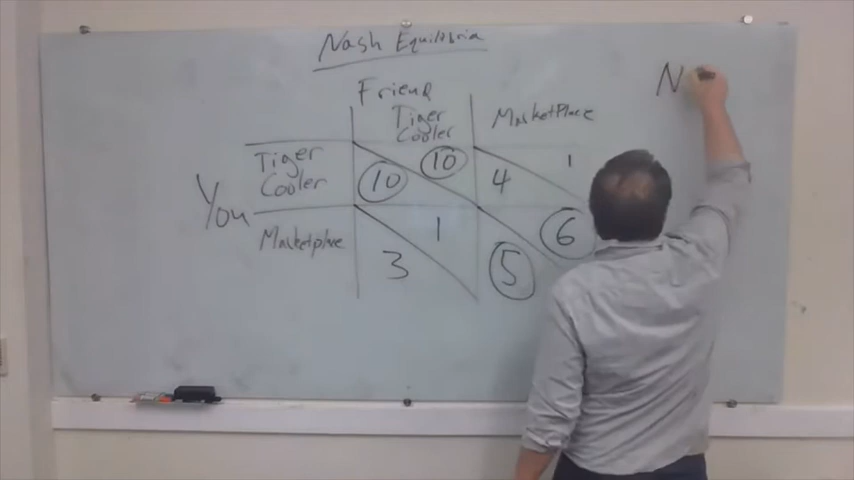 Nash Equilibria
N
Friend
Tiger
Cooler
MarketPlace
Tiger
Cooler
10
10
4
1
You
Marketplace
3
1
5
6